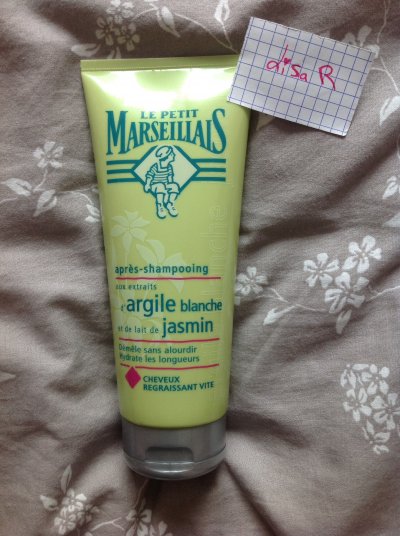 disa R
LE PETIT
MARSEILLAIS
après-shampooing
aux extraits
d'argile blanche
et de lait de jasmin
Démêle sans alourdir
Hydrate les longueurs
CHEVEUX
REGRAISSANT VITE